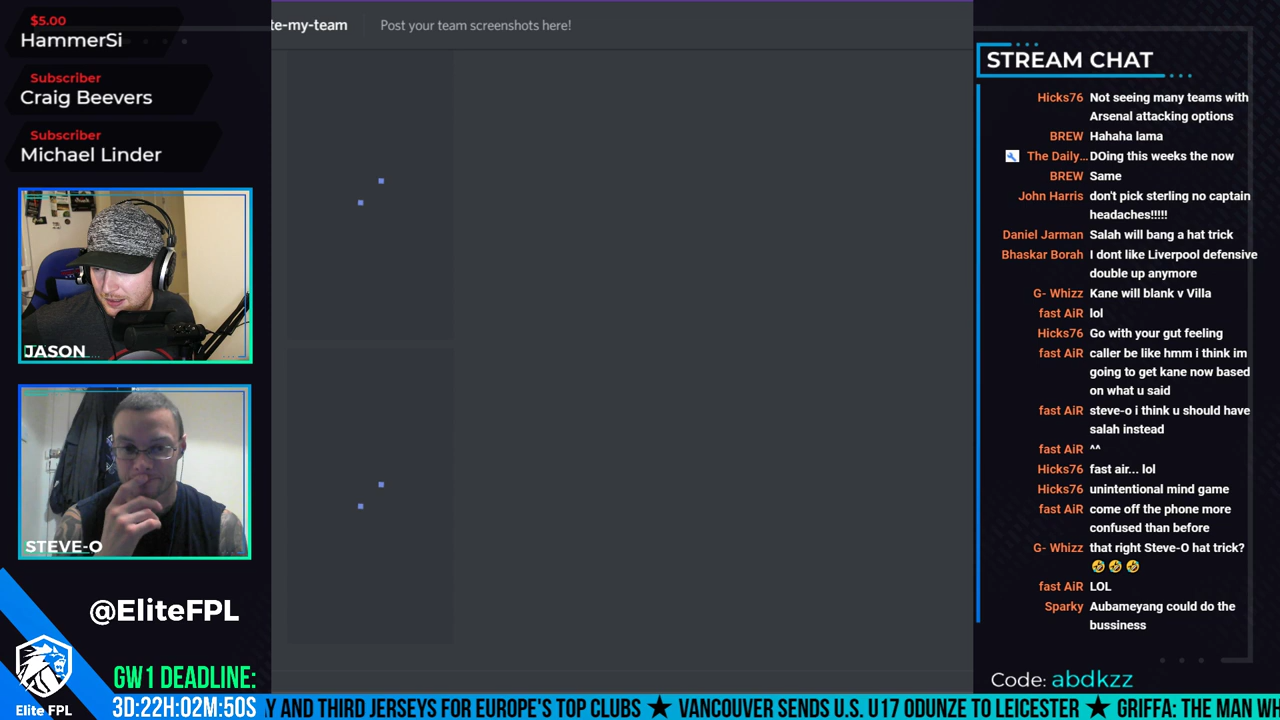 $5.00
HammerSi
Subscriber
Craig Beevers
Subscriber
Michael Linder
JASON
STEVE-O
@EliteFPL
GW1 DEADLINE:
3D:22H:02M:50S
Elite FPL
te-my-team
Post your team screenshots here!
STREAM CHAT
Hicks76 Not seeing many teams with
Arsenal attacking options
BREW Hahaha lama
The Daily... DOing this weeks the now
BREW Same
John Harris don't pick sterling no captain
headaches!!!!!
Daniel Jarman Salah will bang a hat trick
Bhaskar Borah I dont like Liverpool defensive
double up anymore
G- Whizz Kane will blank v Villa
fast AiR lol
Hicks76 Go with your gut feeling
fast AiR caller be like hmm i think im
going to get kane now based
on what u said
fast AiR steve-o i think u should have
salah instead
fast AiR ^^
Hicks76 fast air... lol
Hicks76 unintentional mind game
fast AiR come off the phone more
confused than before
G- Whizz that right Steve-O hat trick?
🤣 🤣 🤣
fast AiR LOL
Sparky Aubameyang could do the
bussiness
Code: abdkzz
Y AND THIRD JERSEYS FOR EUROPE'S TOP CLUBS ★ VANCOUVER SENDS U.S. U17 ODUNZE TO LEICESTER ★ GRIFFA: THE MAN WH